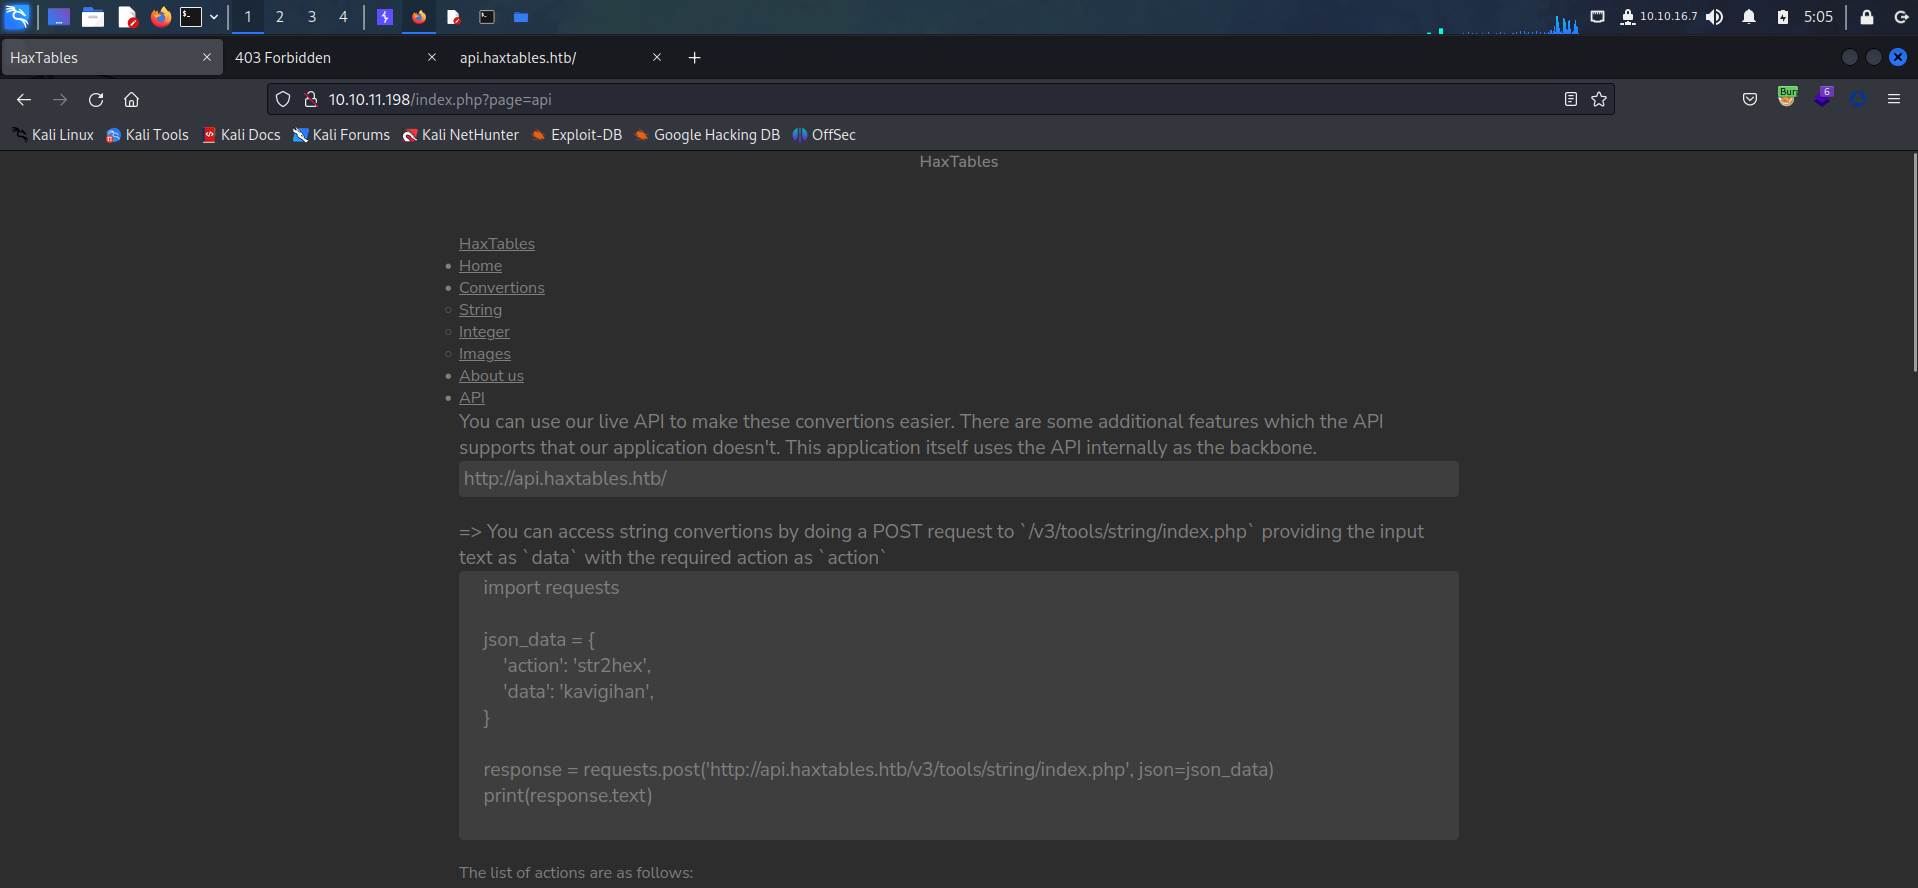 1 2 3 4 10.10.16.7 5:05
HaxTables 403 Forbidden api.haxtables.htb/
10.10.11.198/index.php?page=api
Burr 6
Kali Linux Kali Tools Kali Docs Kali Forums Kali NetHunter Exploit-DB Google Hacking DB OffSec
HaxTables
HaxTables
Home
Convertions
String
Integer
Images
About us
API
You can use our live API to make these convertions easier. There are some additional features which the API
supports that our application doesn't. This application itself uses the API internally as the backbone.
http://api.haxtables.htb/
=> You can access string convertions by doing a POST request to `/v3/tools/string/index.php` providing the input
text as `data` with the required action as `action`
import requests
json_data = {
'action': 'str2hex',
'data': 'kavigihan',
}
response = requests.post('http://api.haxtables.htb/v3/tools/string/index.php', json=json_data)
print(response.text)
The list of actions are as follows: